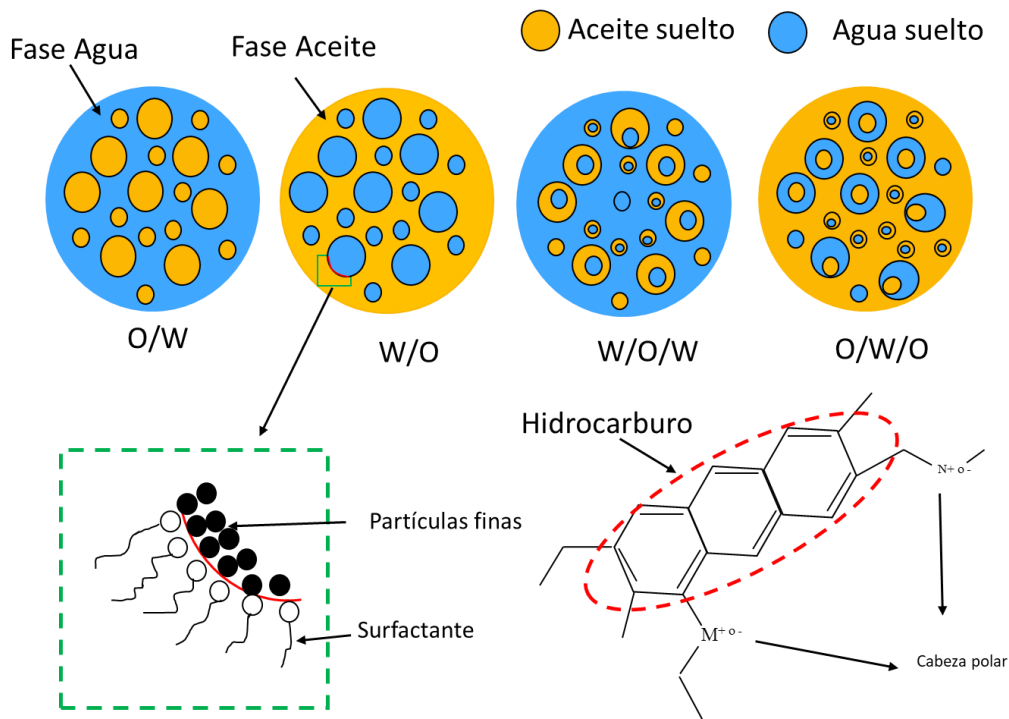 Fase Agua
Fase Aceite
Aceite suelto
Agua suelto
O/W
W/O
W/O/W
O/W/O
Hidrocarburo
N+ o -
Partículas finas
Surfactante
M+ o -
Cabeza polar